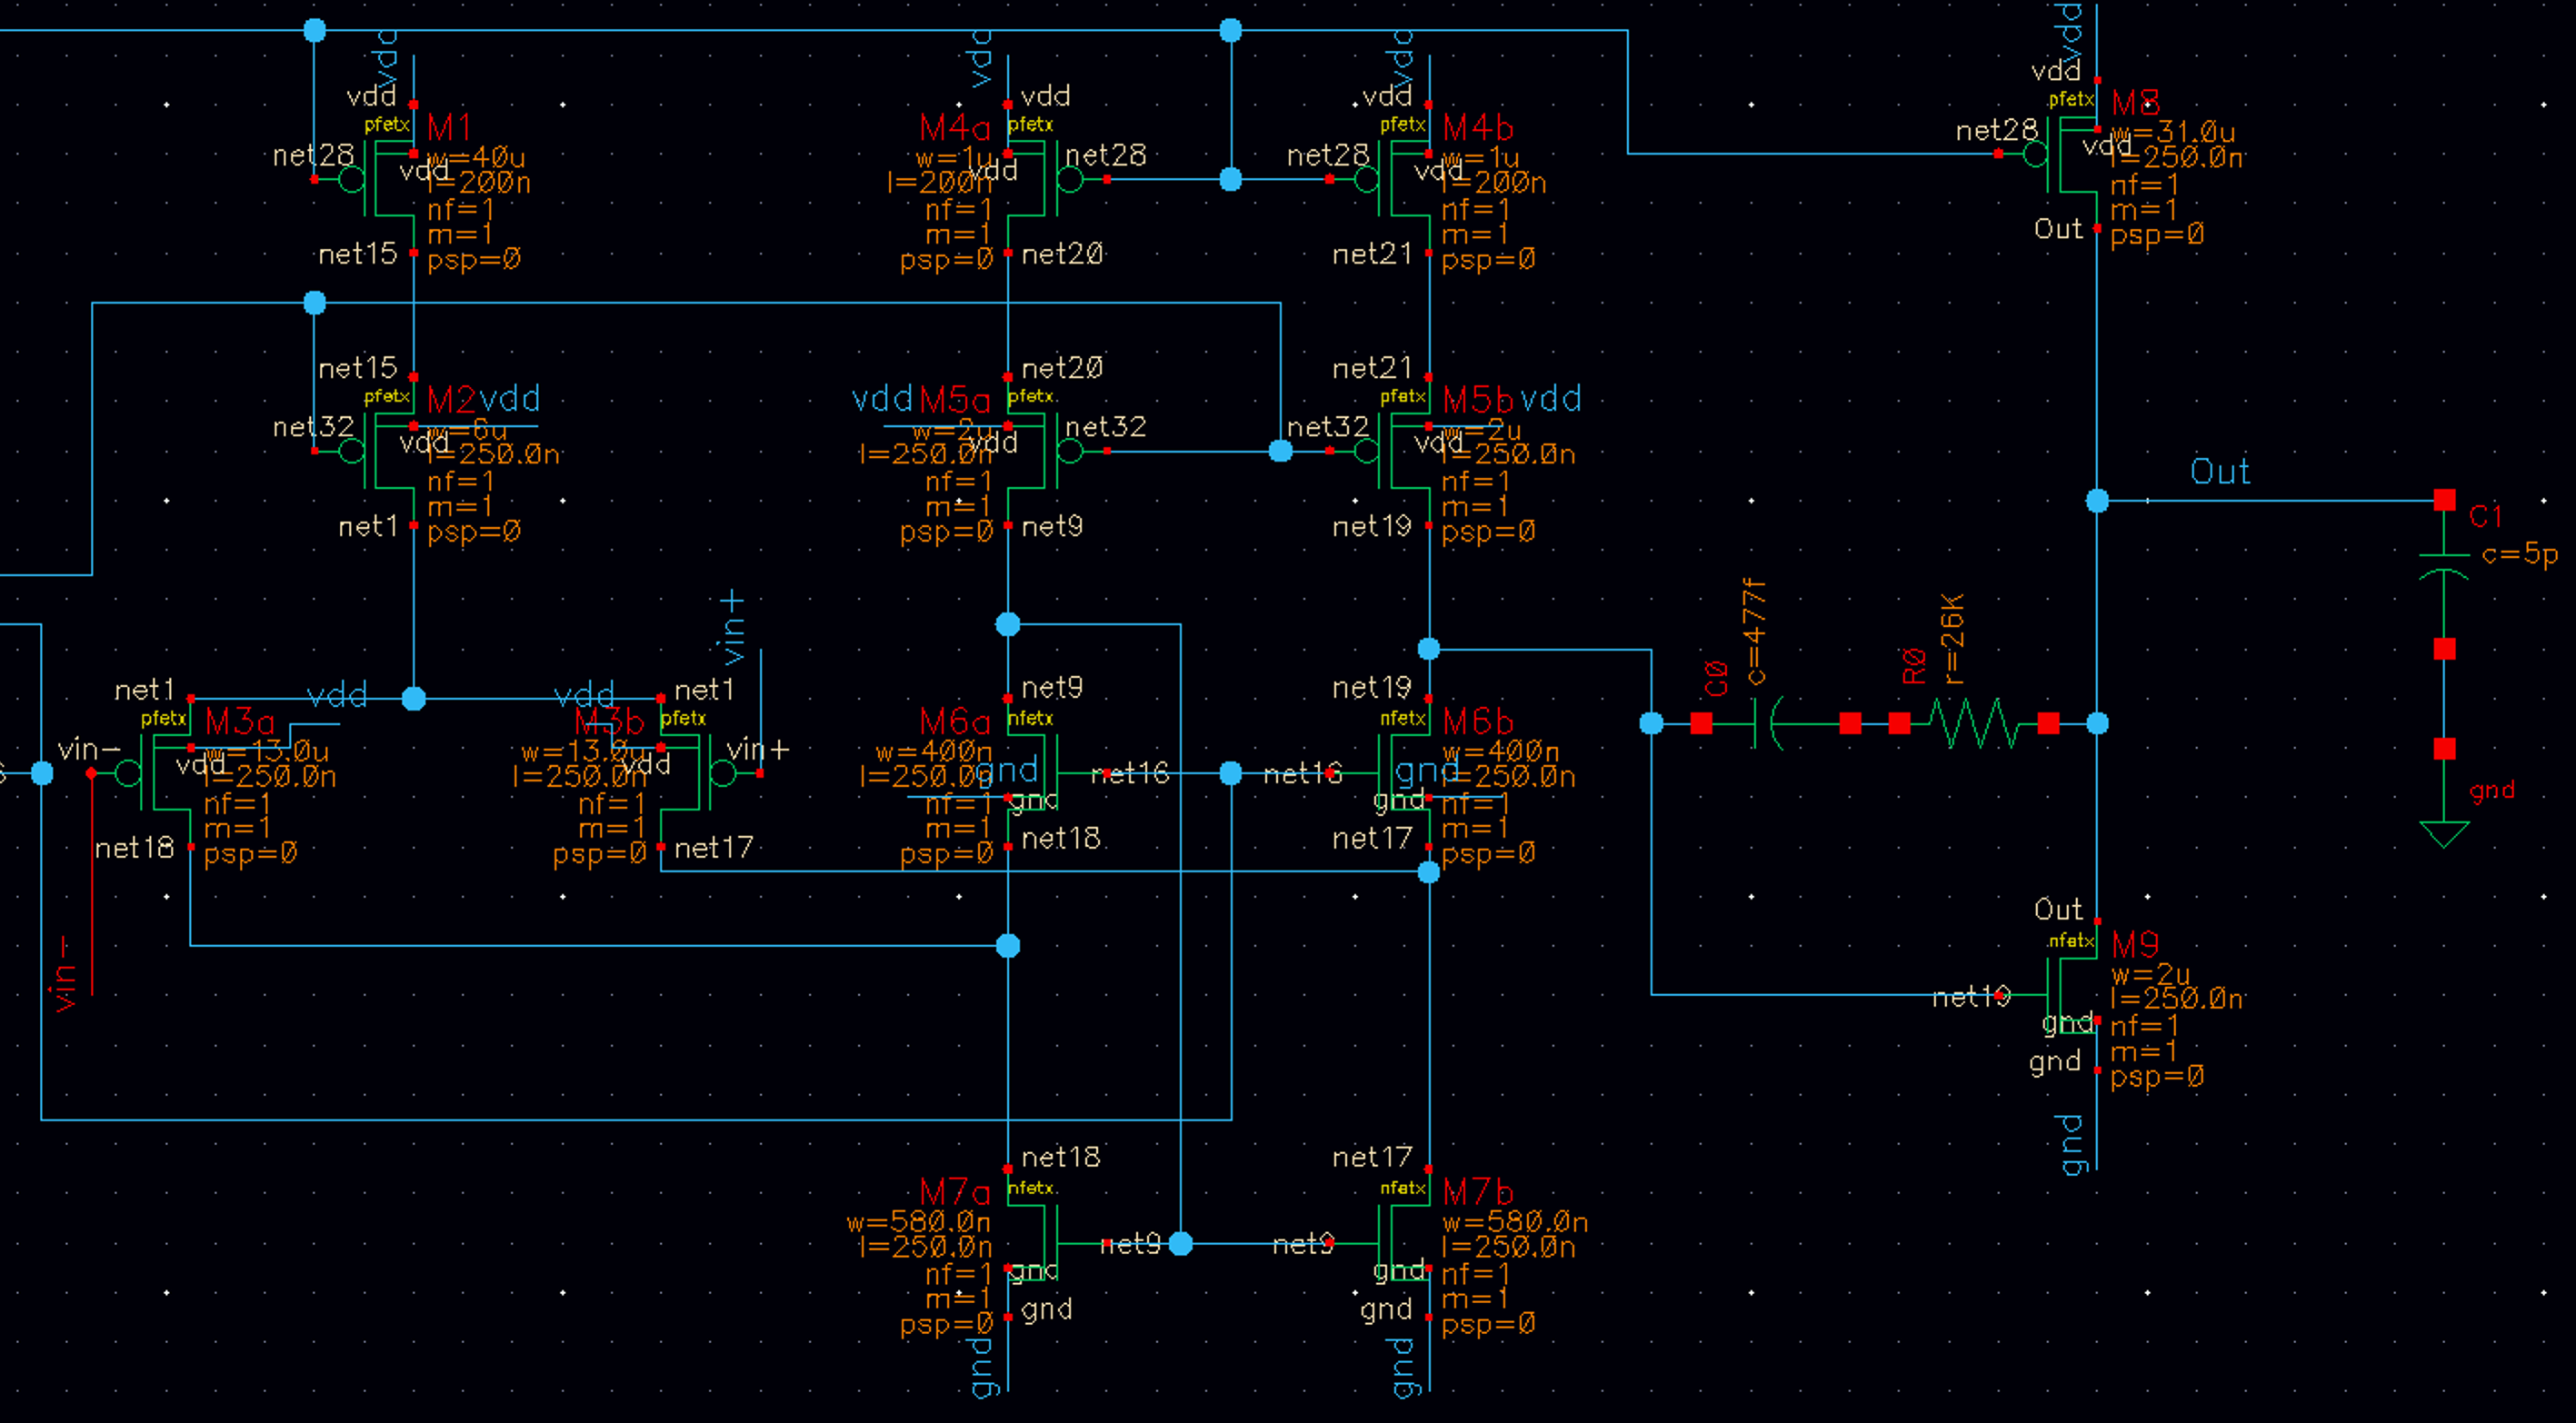 vdd
vdd
pfetx
M1
net28
w=40u
vdd
l=200n
nf=1
m=1
net15
psp=0
vdd
vdd
M4a
pfetx
w=1u
net28
vdd
l=200n
nf=1
m=1
psp=0
net20
vdd
vdd
pfetx
M4b
net28
w=1u
vdd
l=200n
nf=1
m=1
net21
psp=0
vdd
vdd
pfetx
M8
net28
w=31.0u
vdd
l=250.0n
nf=1
m=1
Out
psp=0
net15
pfetx
M2
vdd
net32
w=6u
vdd
l=250.0n
nf=1
m=1
net1
psp=0
net20
vdd
M5a
pfetx
w=2u
net32
vdd
l=250.0n
nf=1
m=1
psp=0
net9
net21
pfetx
M5b
vdd
net32
w=2u
vdd
l=250.0n
nf=1
m=1
net19
psp=0
Out
C1
c=5p
gnd
vin+
net1
vdd
pfetx
M3a
vin-
w=13.0u
vdd
l=250.0n
nf=1
m=1
net18
psp=0
vin-
vdd
net1
M3b
pfetx
w=13.0u
vin+
l=250.0n
vdd
nf=1
m=1
psp=0
net17
net9
M6a
nfetx
w=400n
l=250.0n
gnd
net16
nf=1
gnd
m=1
net18
psp=0
net19
nfetx
M6b
w=400n
net16
gnd
l=250.0n
gnd
nf=1
m=1
net17
psp=0
C0
c=477f
R0
r=26K
Out
nfetx
M9
w=2u
net19
l=250.0n
gnd
nf=1
m=1
gnd
psp=0
gnd
net18
M7a
nfetx
w=580.0n
l=250.0n
net9
gnd
nf=1
m=1
gnd
psp=0
gnd
net17
nfetx
M7b
w=580.0n
net9
l=250.0n
gnd
nf=1
m=1
gnd
psp=0
gnd